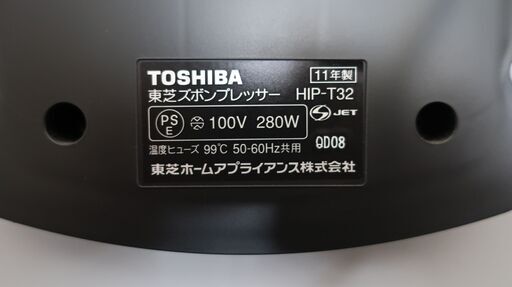 TOSHIBA 11年製
東芝ズボンプレッサー HIP-T32
PSE 100V 280W S JET
温度ヒューズ 99℃ 50-60Hz共用 QD08
東芝ホームアプライアンス株式会社